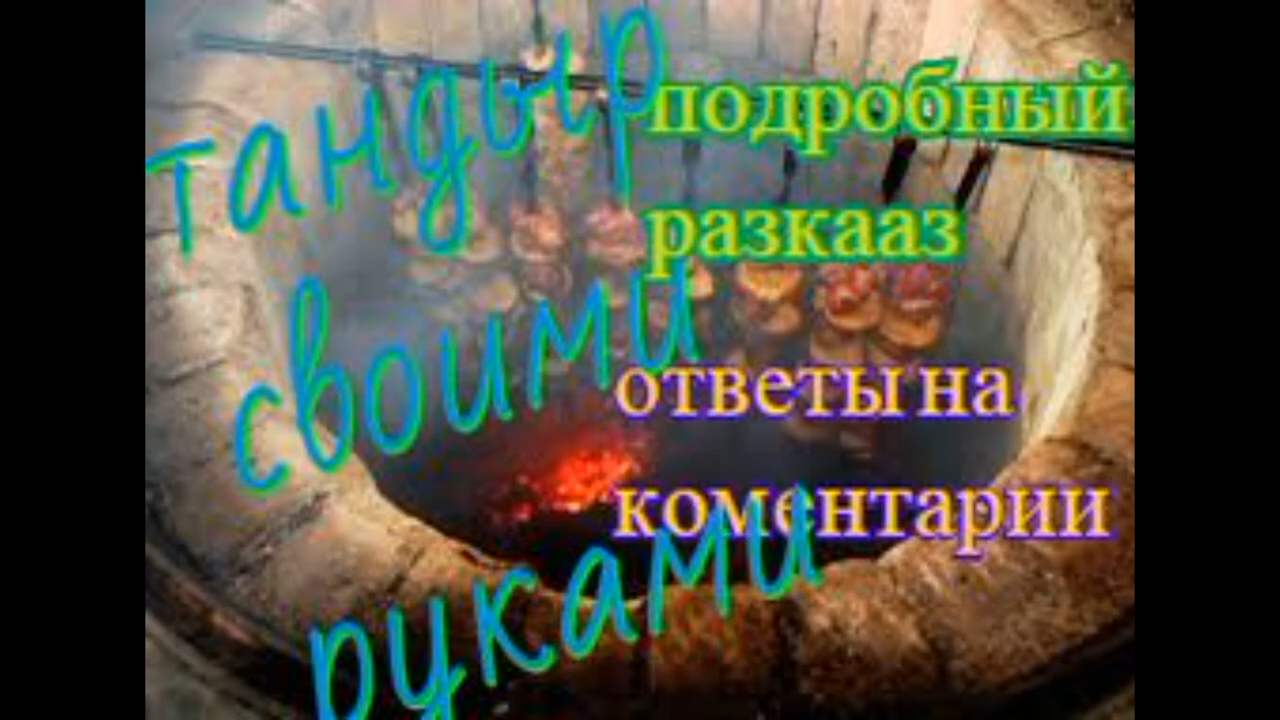 тандыр
своими
руками
подробный
разкааз
ответы на
коментарии